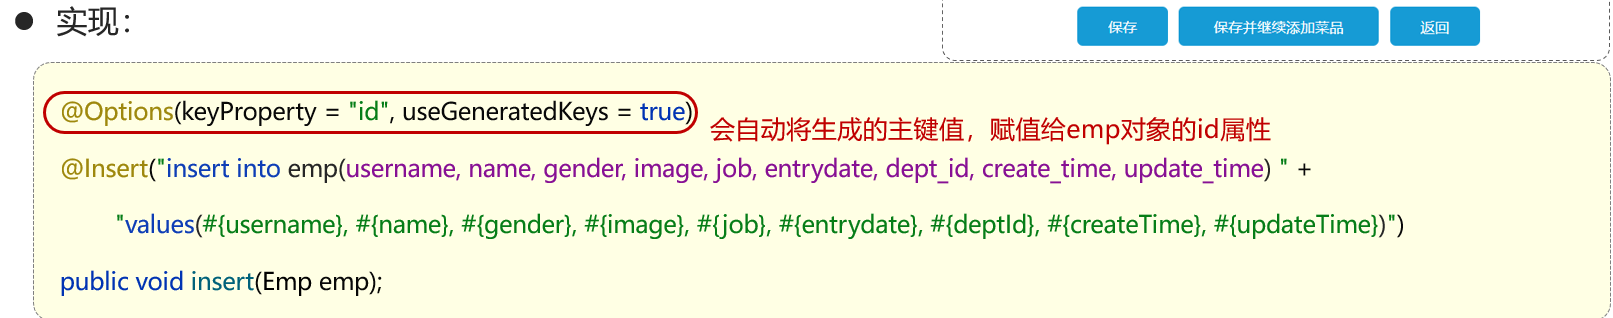 ● 实现：
保存 保存并继续添加菜品 返回
@Options(keyProperty = "id", useGeneratedKeys = true)
会自动将生成的主键值，赋值给emp对象的id属性
@Insert("insert into emp(username, name, gender, image, job, entrydate, dept_id, create_time, update_time) " +
"values(#{username}, #{name}, #{gender}, #{image}, #{job}, #{entrydate}, #{deptId}, #{createTime}, #{updateTime})")
public void insert(Emp emp);